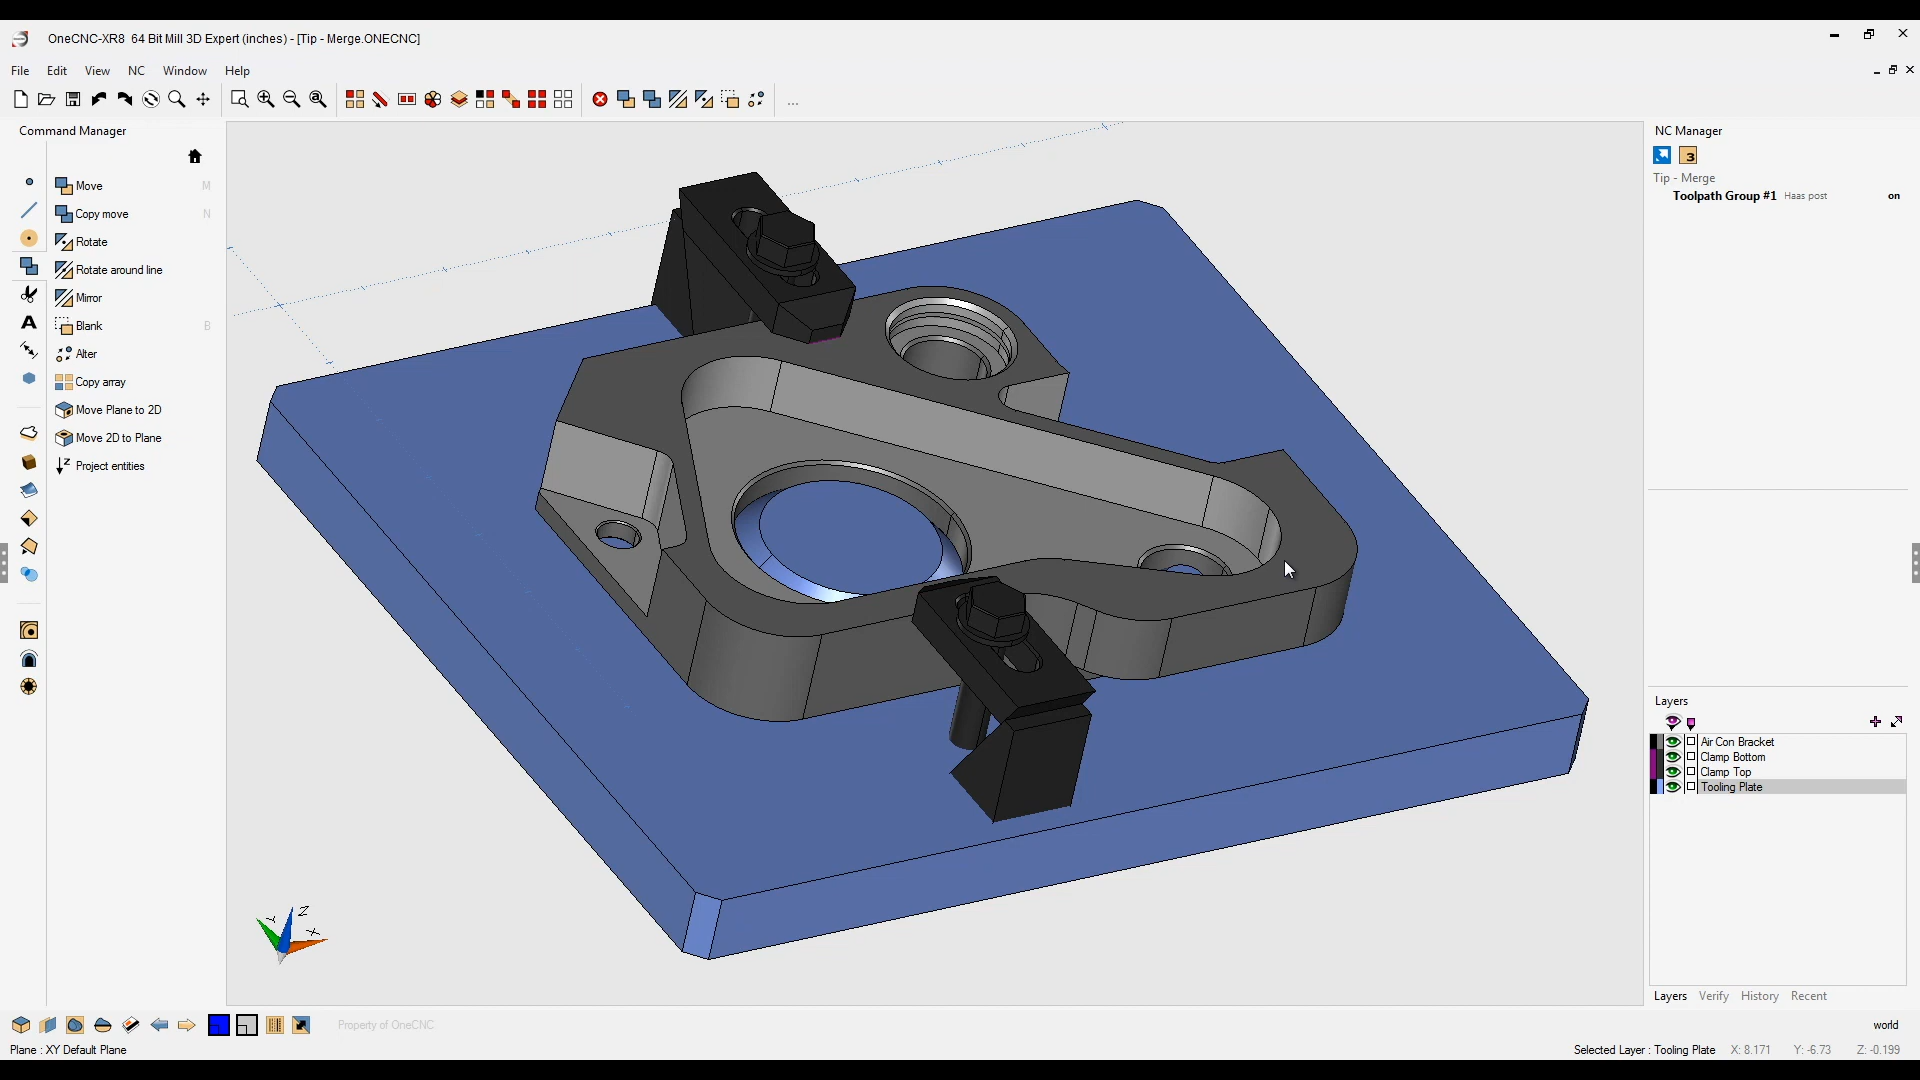 OneCNC-XR8 64 Bit Mill 3D Expert (inches) - [Tip - Merge.ONECNC]
File Edit View NC Window Help
...
Command Manager
Move M
Copy move N
Rotate
Rotate around line
Mirror
Blank B
Alter
Copy array
Move Plane to 2D
Move 2D to Plane
Project entities
A
Z
Y
X
Z
NC Manager
3
Tip - Merge
Toolpath Group #1 Haas post on
Layers
Air Con Bracket
Clamp Bottom
Clamp Top
Tooling Plate
Layers Verify History Recent
Property of OneCNC
world
Plane : XY Default Plane
Selected Layer : Tooling Plate X: 8.171 Y: -6.73 Z: -0.199